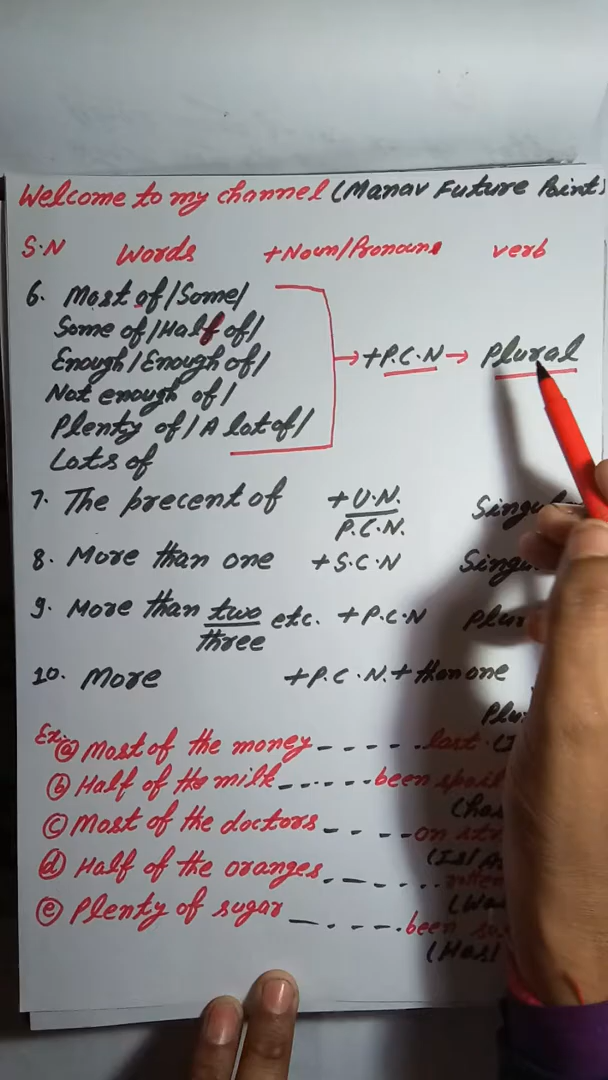 Welcome to my channel (Manav Future Point)
S.N Words +Noun/Pronouns verb
6. Most of/Some/
Some of/Half of/
Enough/Enough of/ →+P.C.N→ Plural
Not enough of/
Plenty of/A lot of/
Lots of
7. The precent of +U.N. 
P.C.N.
8. More than one +S.C.N
9. More than two etc. +P.C.N
three
10. More +P.C.N.+than one
Ex:
(a) Most of the money-----lost
(b) Half of the milk------been
(c) Most of the doctors----on
(d) Half of the oranges-----
(e) Plenty of sugar-----been